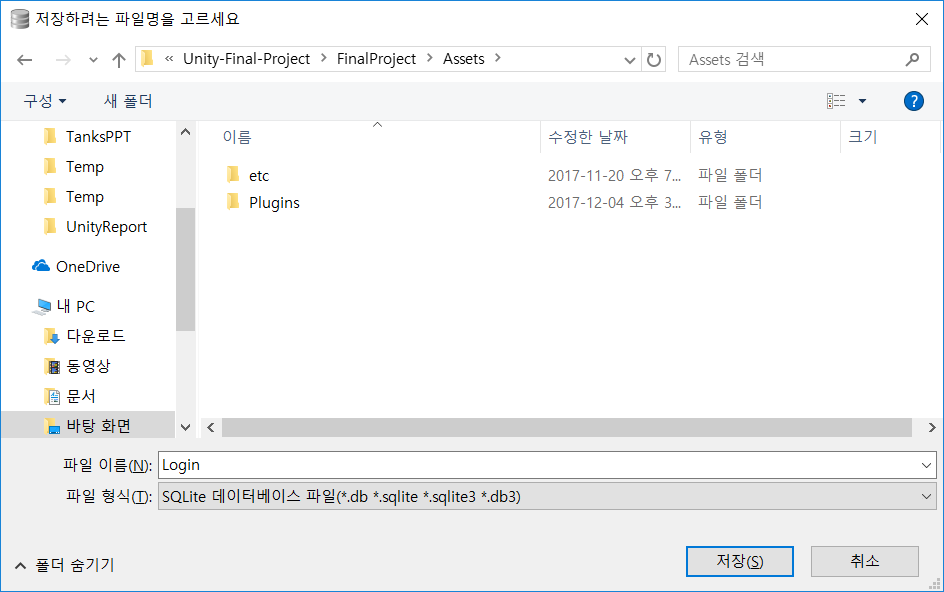 저장하려는 파일명을 고르세요
« Unity-Final-Project > FinalProject > Assets >
Assets 검색
구성
새 폴더
이름
수정한 날짜
유형
크기
TanksPPT
Temp
Temp
UnityReport
OneDrive
내 PC
다운로드
동영상
문서
바탕 화면
etc 2017-11-20 오후 7... 파일 폴더
Plugins 2017-12-04 오후 3... 파일 폴더
파일 이름(N): Login
파일 형식(T): SQLite 데이터베이스 파일(*.db *.sqlite *.sqlite3 *.db3)
폴더 숨기기
저장(S)
취소